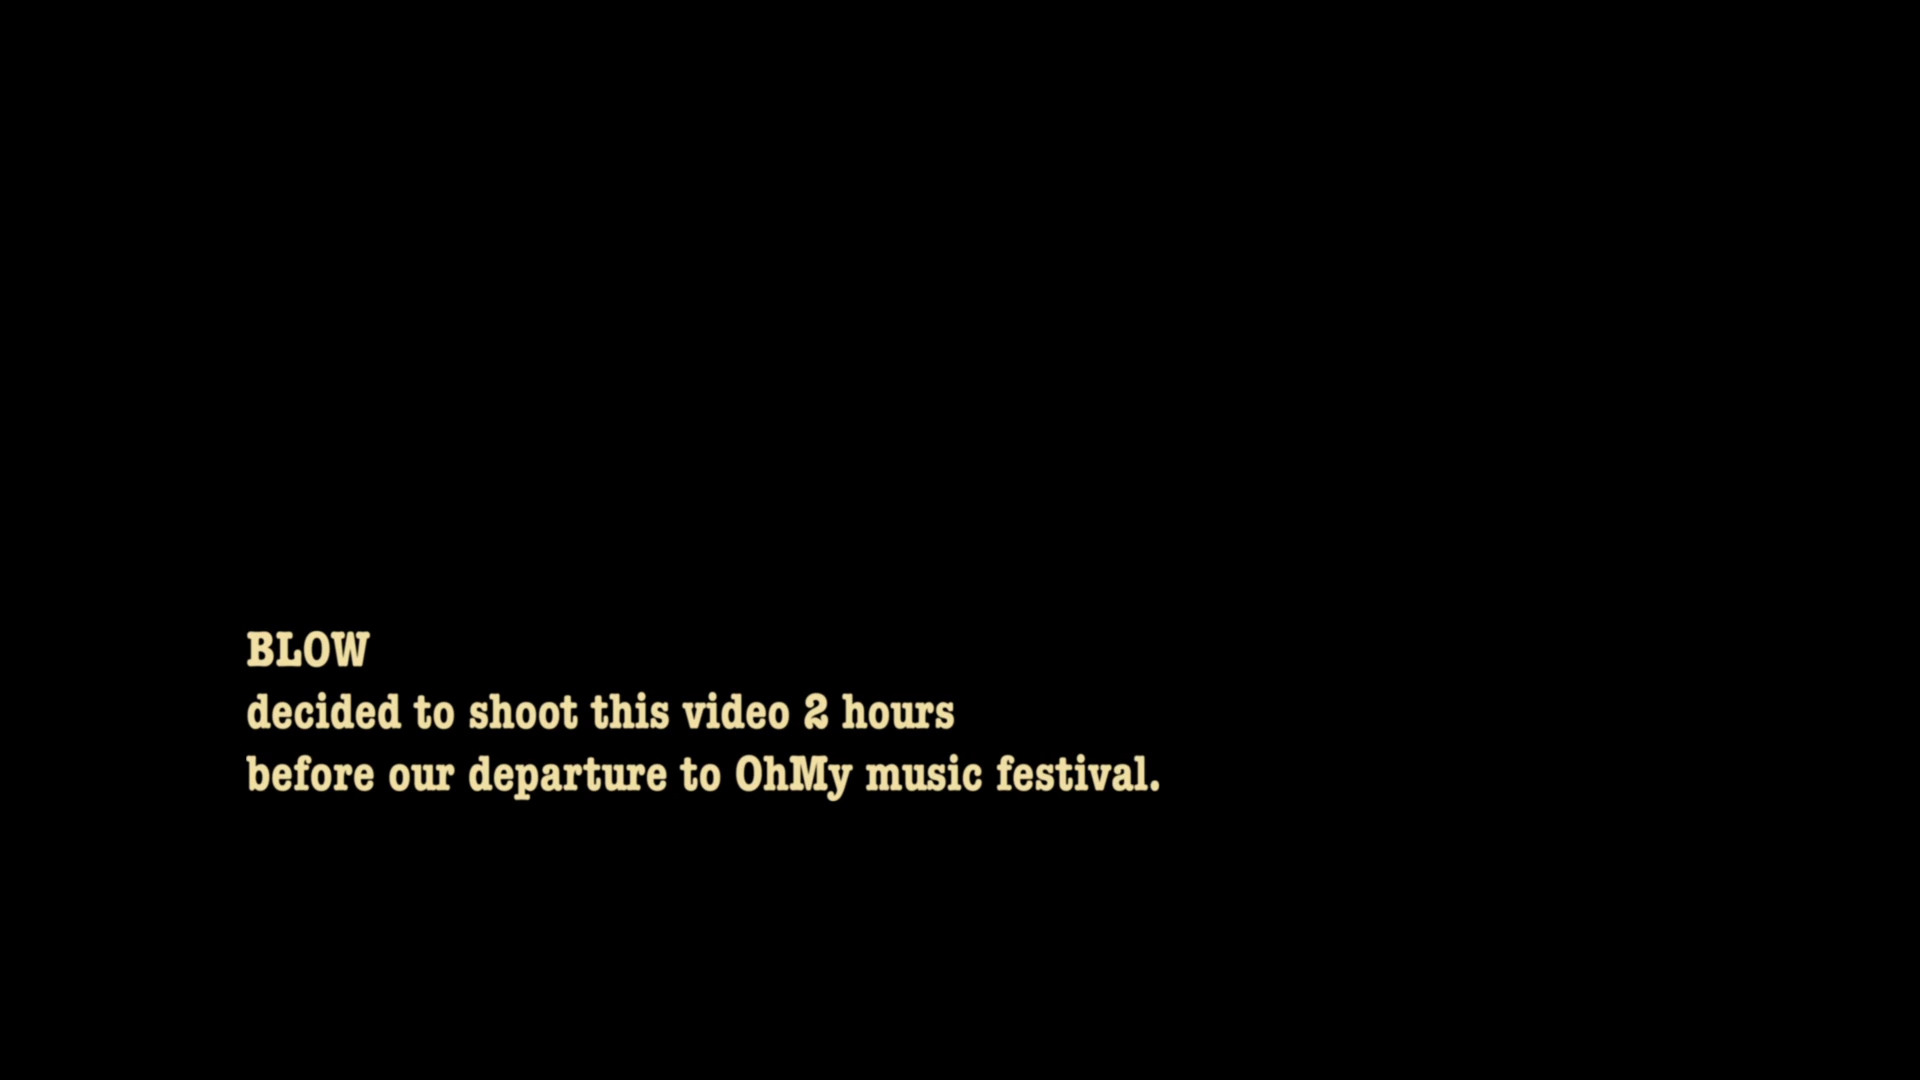 BLOW
decided to shoot this video 2 hours
before our departure to OhMy music festival.